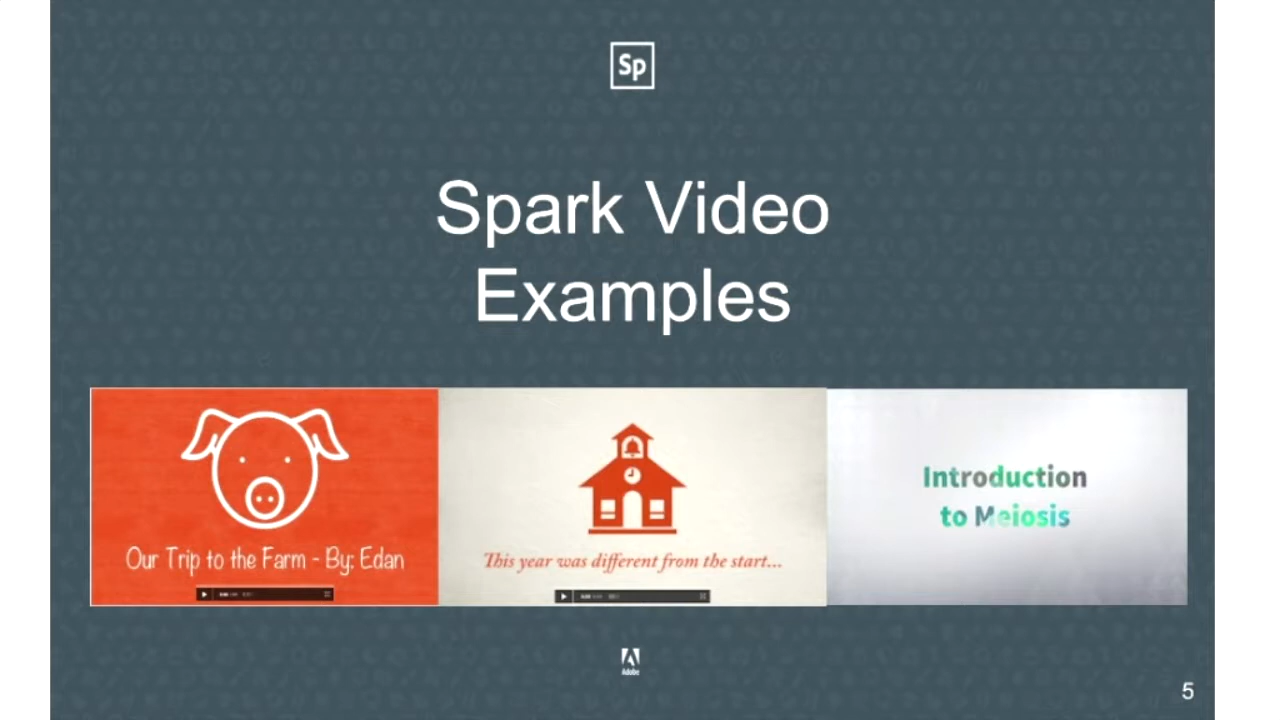 Sp
Spark Video
Examples
Our Trip to the Farm - By: Edan
This year was different from the start...
Introduction
to Meiosis
Adobe
5